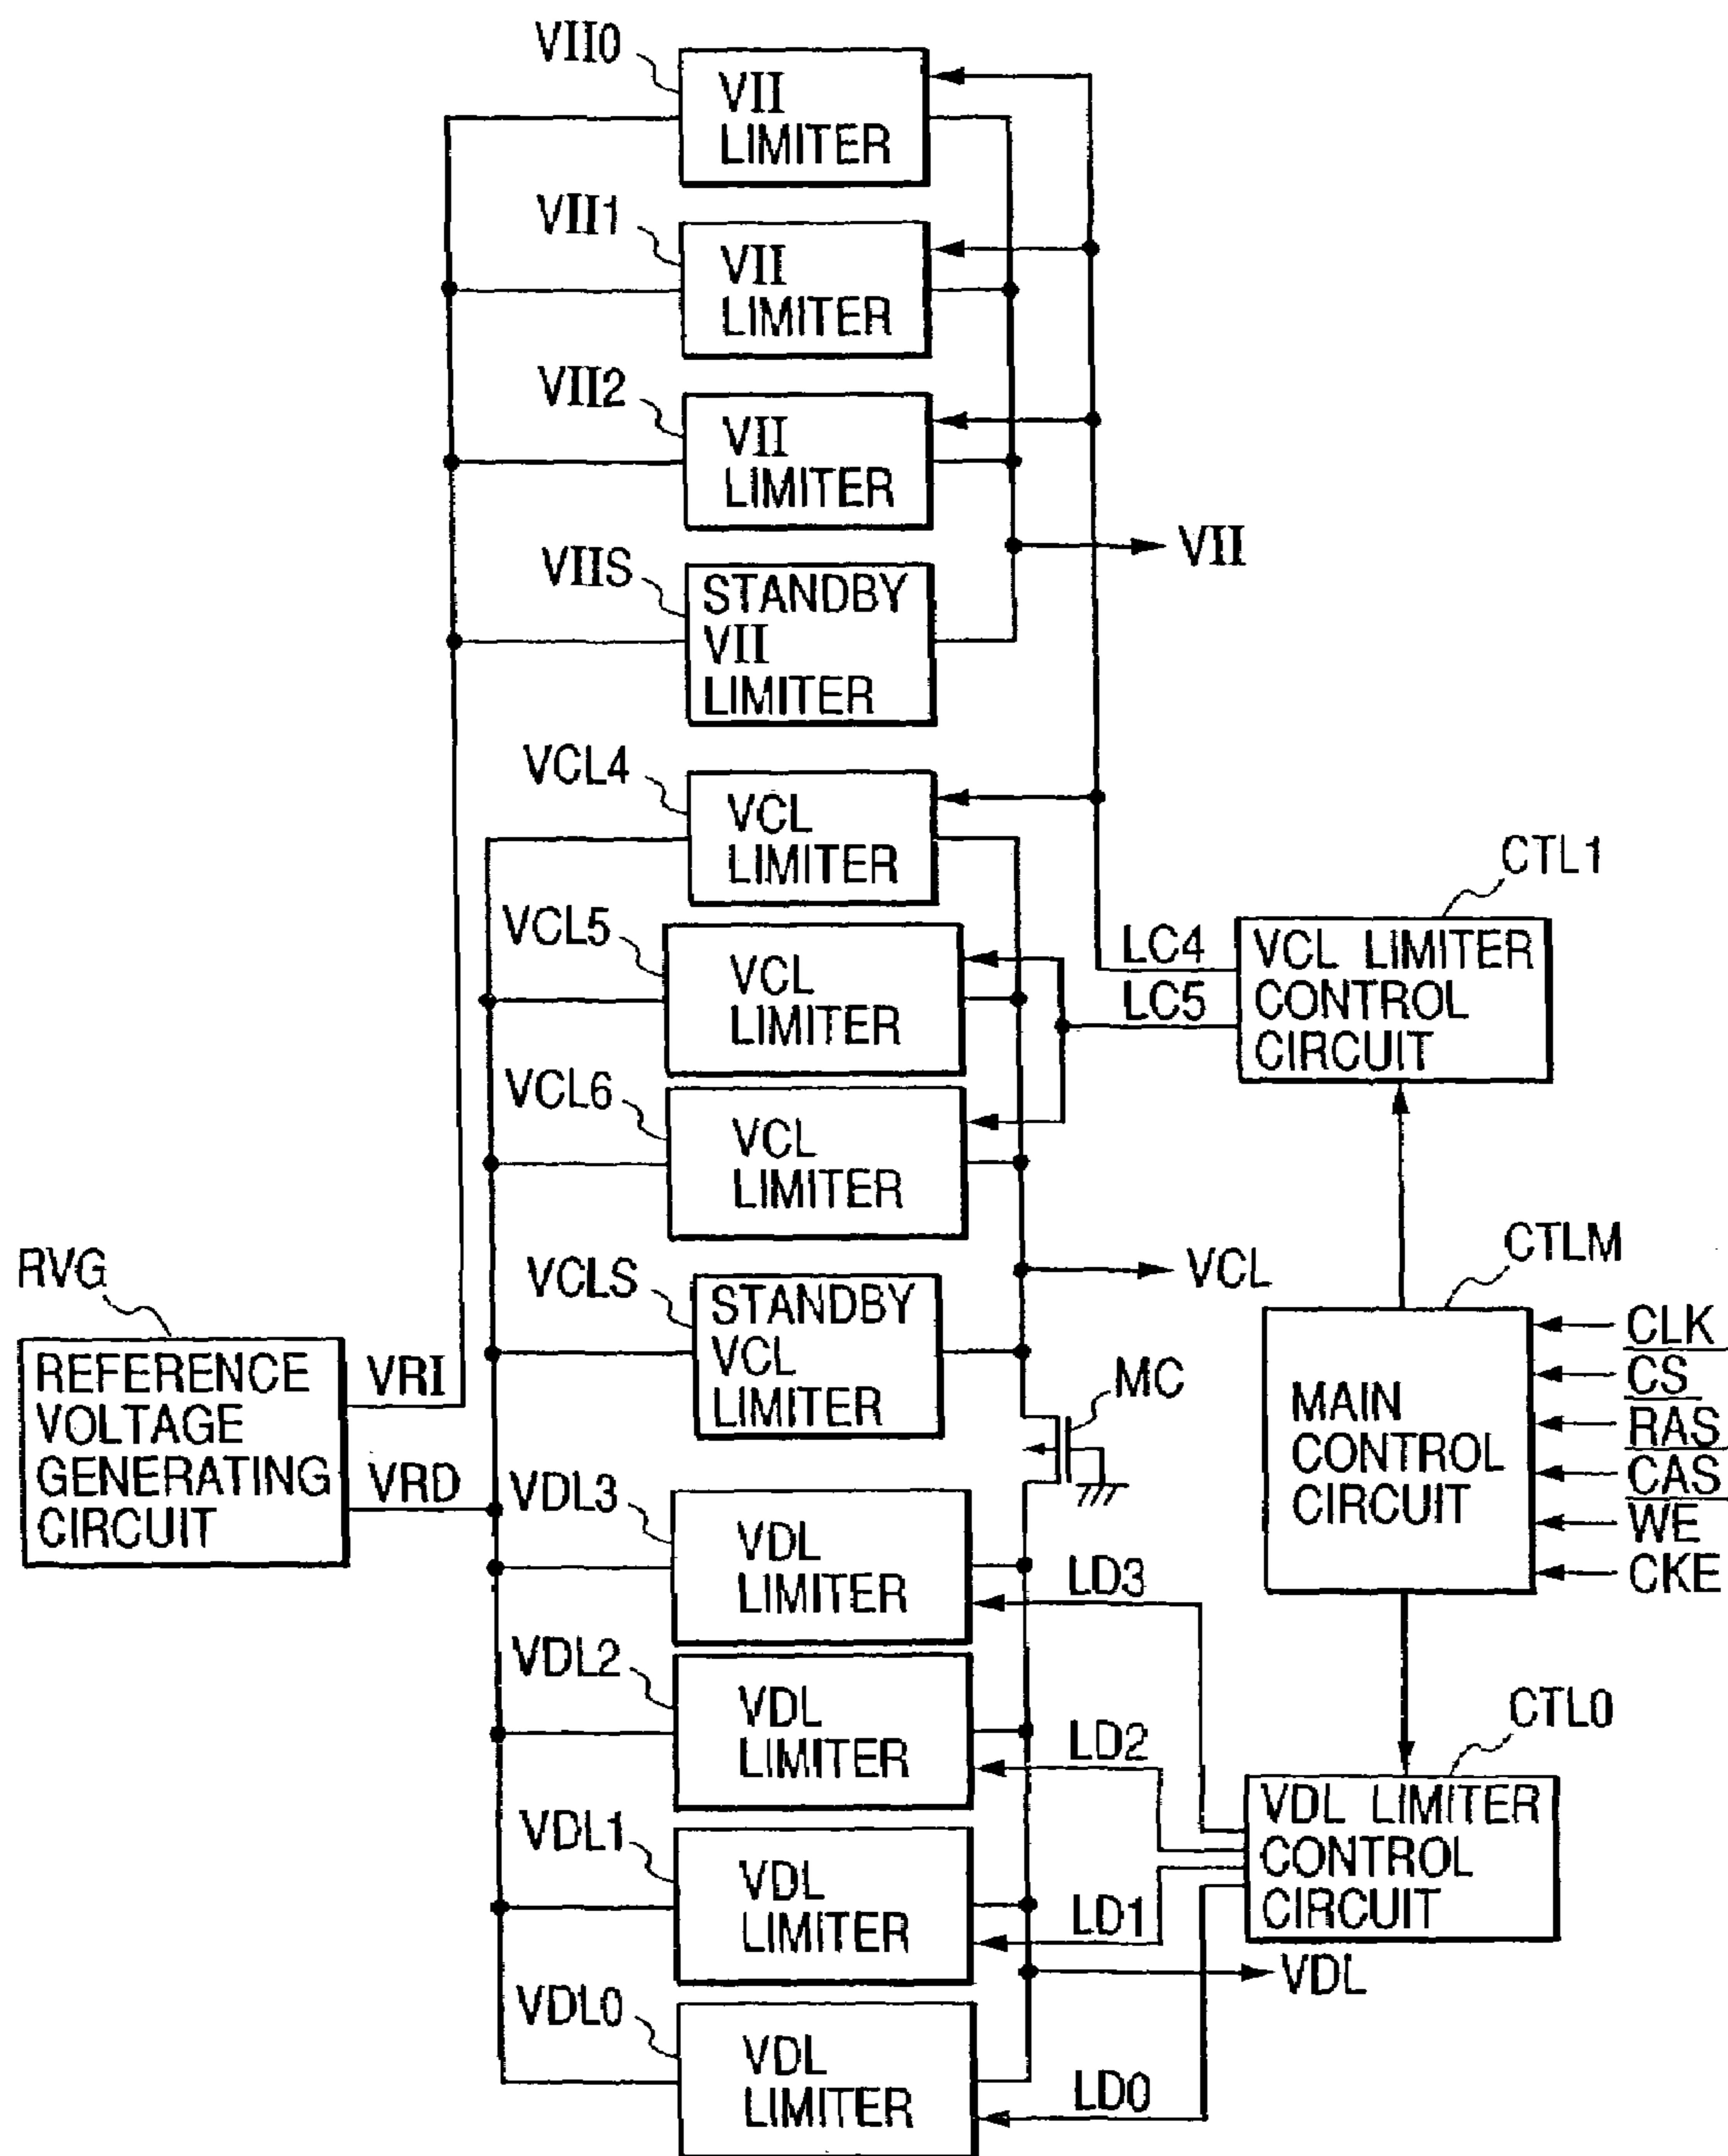 VII0
VII
LIMITER
VII1
VII
LIMITER
VII2
VII
LIMITER
VII
VIIS
STANDBY
VII
LIMITER
VCL4
VCL
LIMITER
CTL1
VCL5
VCL
LIMITER
LC4
LC5
VCL LIMITER
CONTROL
CIRCUIT
VCL6
VCL
LIMITER
RVG
VCLS
STANDBY
VCL
LIMITER
VCL
CTLM
REFERENCE
VOLTAGE
GENERATING
CIRCUIT
VRI
VRD
MC
MAIN
CONTROL
CIRCUIT
CLK
CS
RAS
CAS
WE
CKE
VDL3
VDL
LIMITER
LD3
VDL2
VDL
LIMITER
LD2
CTL0
VDL LIMITER
CONTROL
CIRCUIT
VDL1
VDL
LIMITER
LD1
VDL
VDL0
VDL
LIMITER
LD0